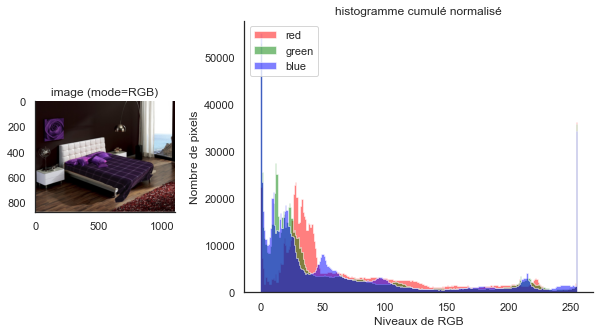 histogramme cumulé normalisé
red
green
blue
50000
40000
30000
20000
10000
0
Nombre de pixels
0
50
100
150
200
250
Niveaux de RGB
image (mode=RGB)
0
200
400
600
800
0
500
1000